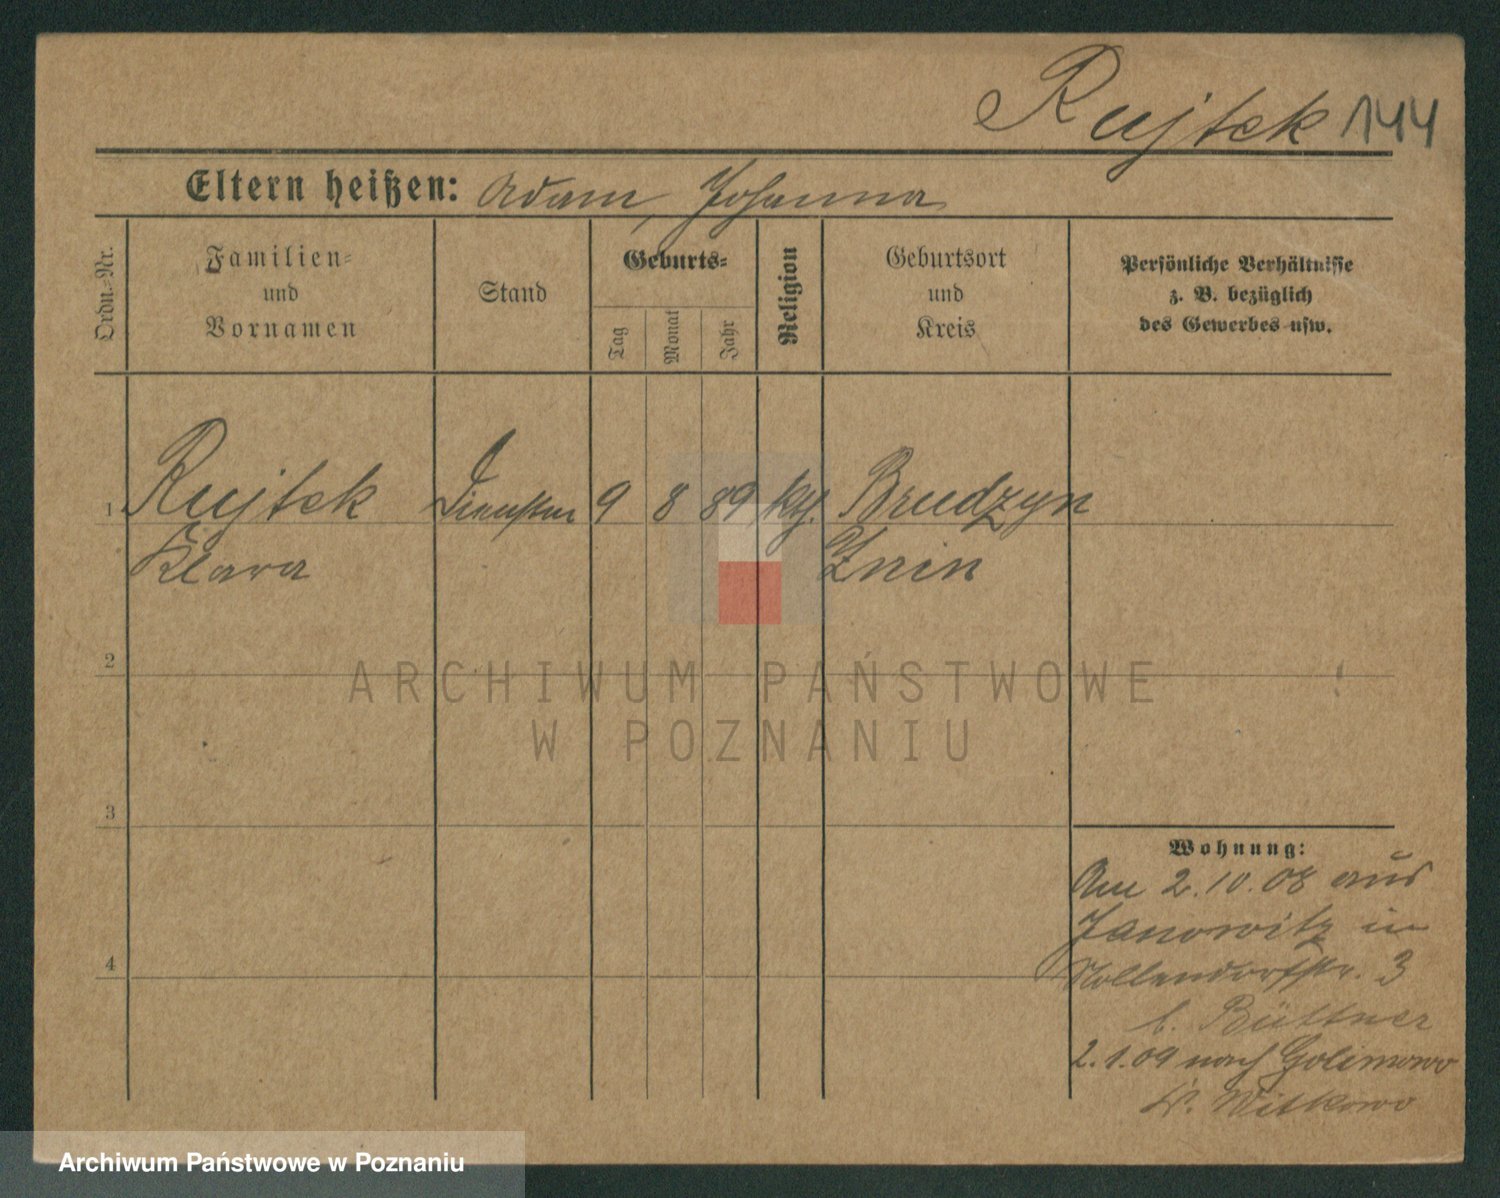 Rujtek 144
Eltern heißen: Adam, Johanna
Ordn.-Nr.
Familien-
und
Vornamen
Stand
Geburts-
Tag
Monat
Jahr
Religion
Geburtsort
und
Kreis
Persönliche Verhältnisse
z. B. bezüglich
des Gewerbes usw.
1 Rujtek 9 8 89 kth. Brudzyn
Klara Znin
2
3
4
Wohnung:
Am 2.10.08 aus
Janowitz in
Nollendorfstr. 3
b. Büttner
2.1.09 nach Golimowo
Kr. Witkowo
ARCHIWUM PAŃSTWOWE
W POZNANIU
Archiwum Państwowe w Poznaniu